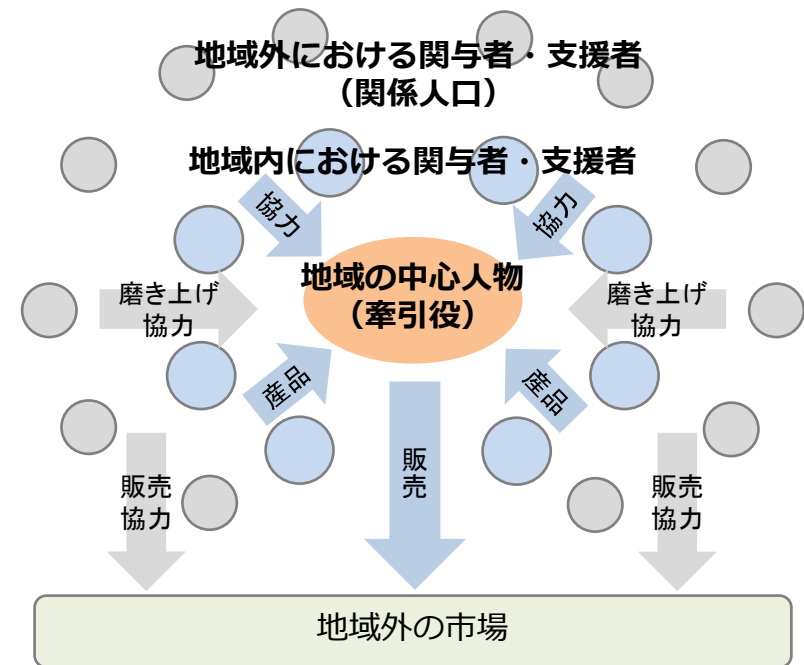 地域外における関与者・支援者
（関係人口）
地域内における関与者・支援者
協力
協力
地域の中心人物
（牽引役）
磨き上げ
協力
磨き上げ
協力
産品
産品
販売
販売
協力
販売
協力
地域外の市場